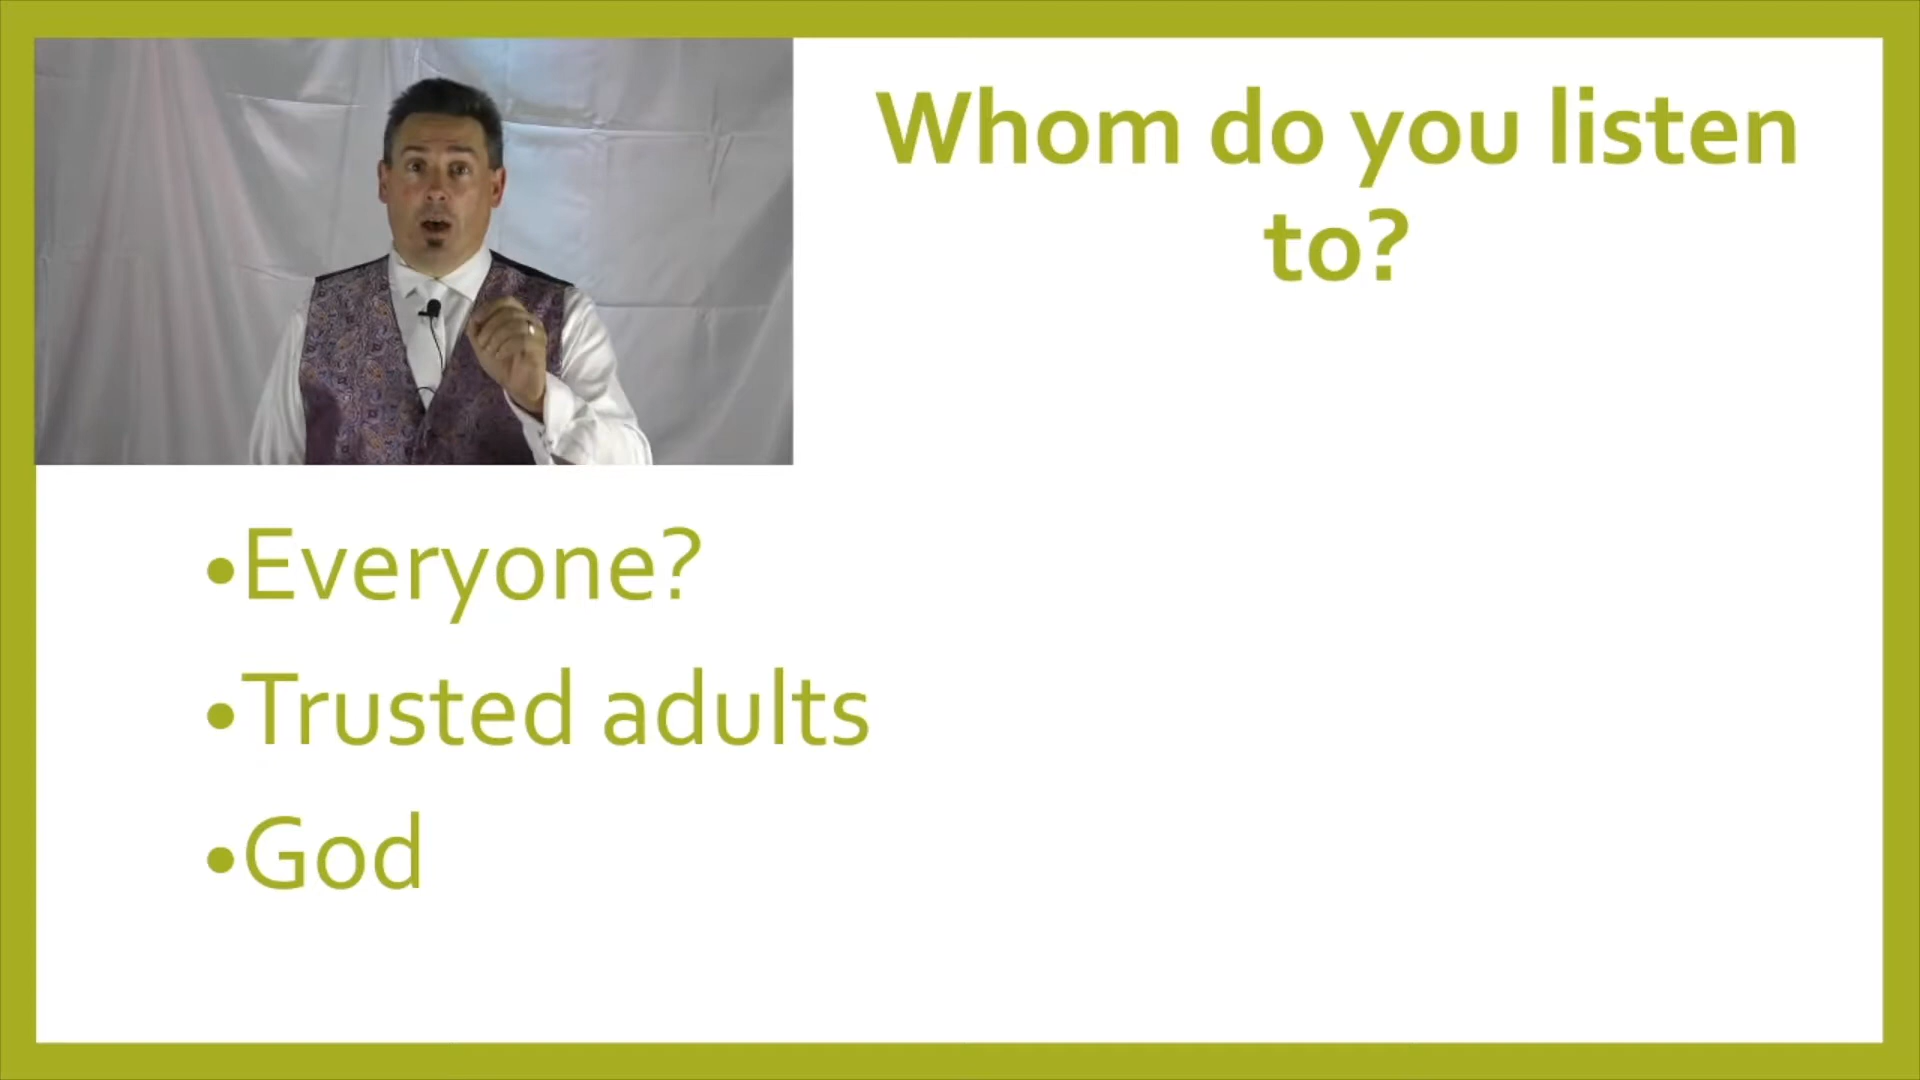 Whom do you listen
to?
•Everyone?
•Trusted adults
•God